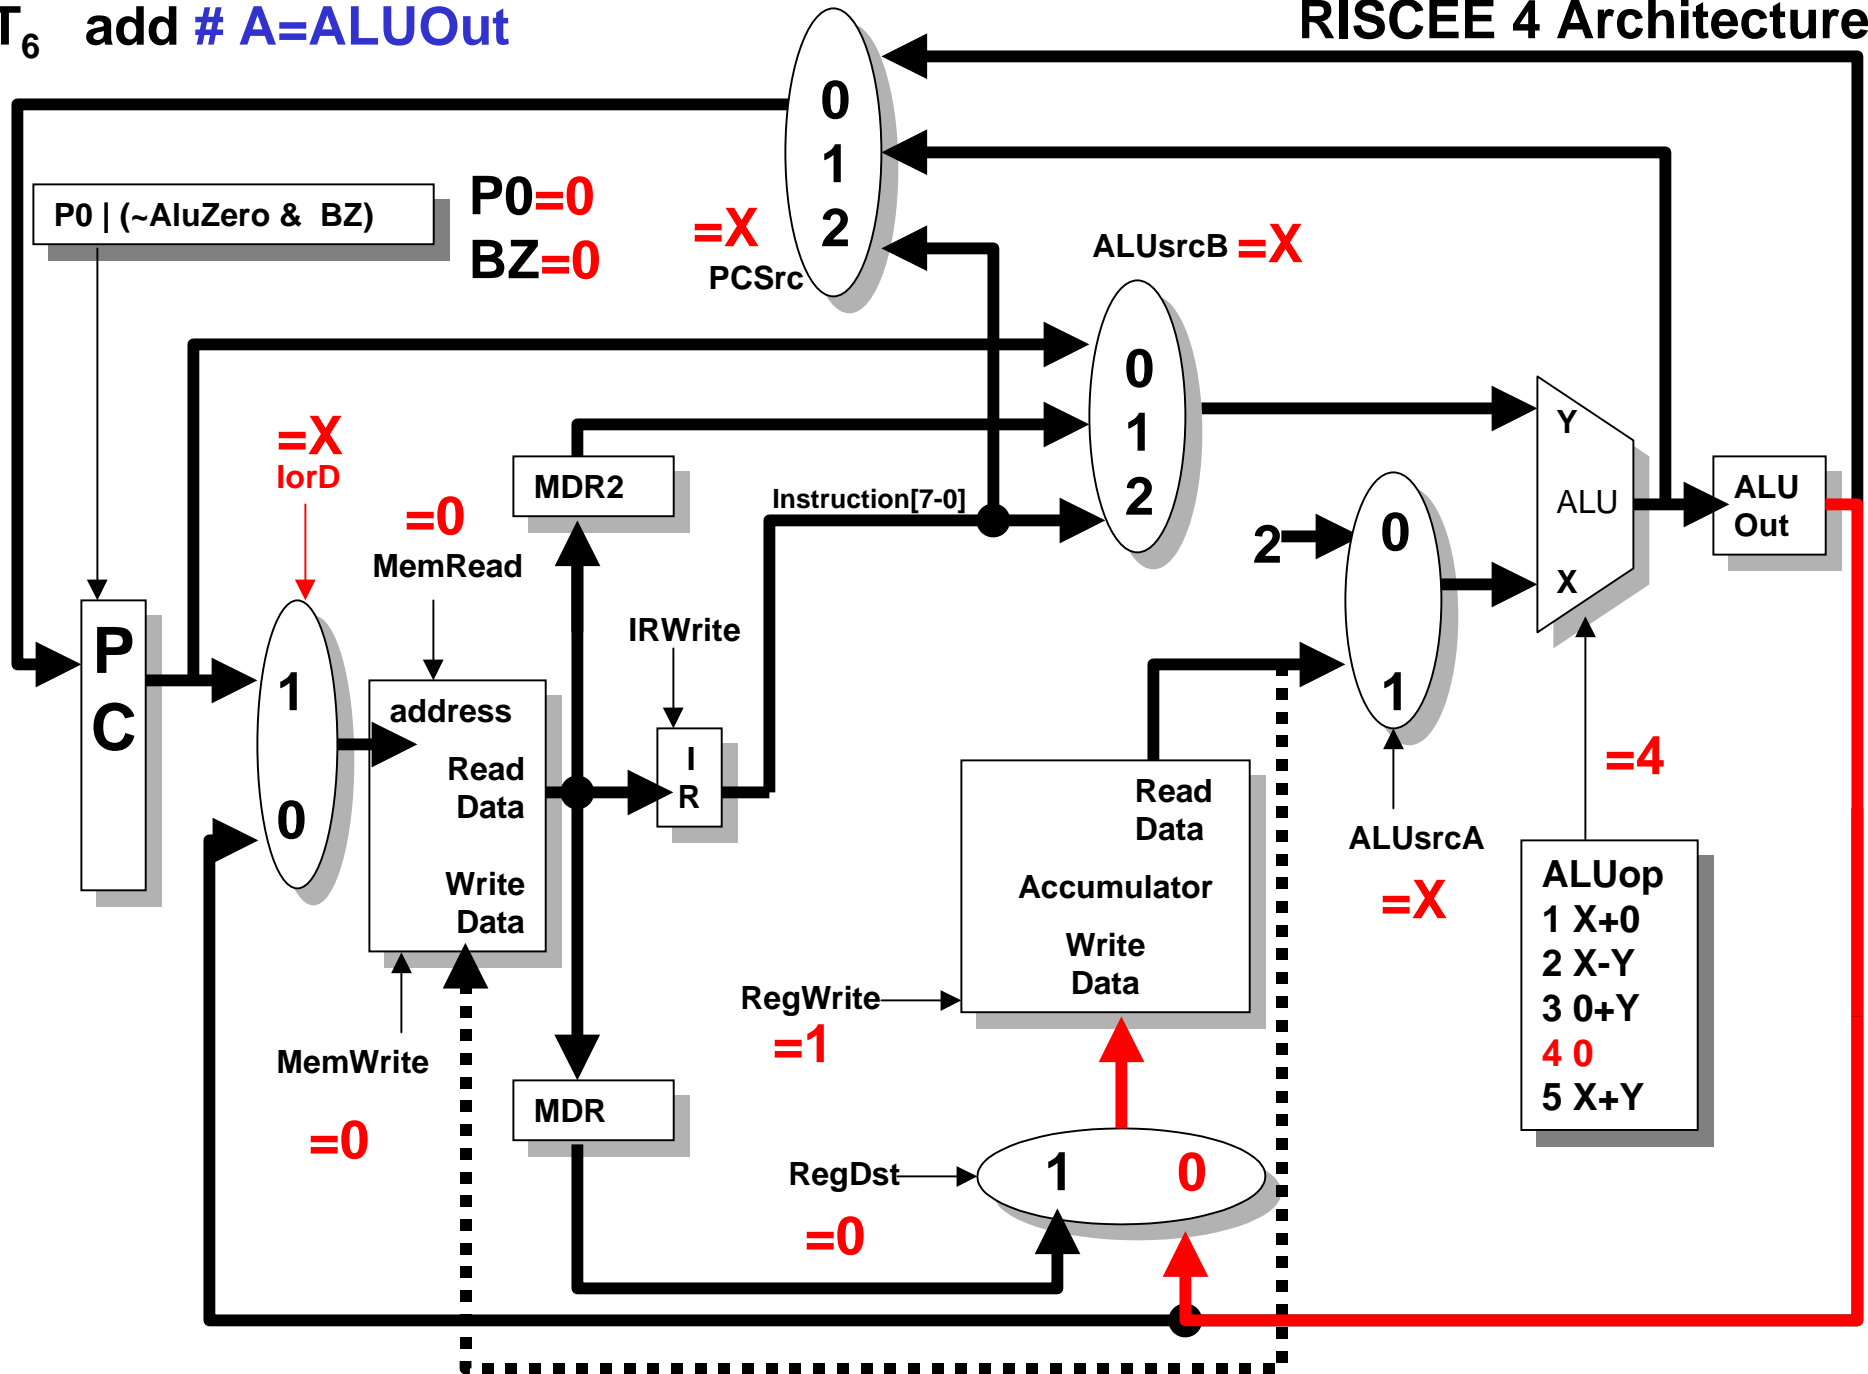 T6 add # A=ALUOut
RISCEE 4 Architecture
0
1
2
P0 | (~AluZero & BZ)
P0=0
BZ=0
=X
PCSrc
ALUsrcB =X
0
1
2
=X
IorD
=0
MemRead
MDR2
Instruction[7-0]
IRWrite
Y
ALU
X
ALU
Out
2
0
1
P
C
1
0
address
Read
Data
Write
Data
I
R
=4
Read
Data
Accumulator
Write
Data
ALUsrcA
=X
ALUop
1 X+0
2 X-Y
3 0+Y
4 0
5 X+Y
RegWrite
=1
MemWrite
=0
MDR
RegDst
=0
1 0